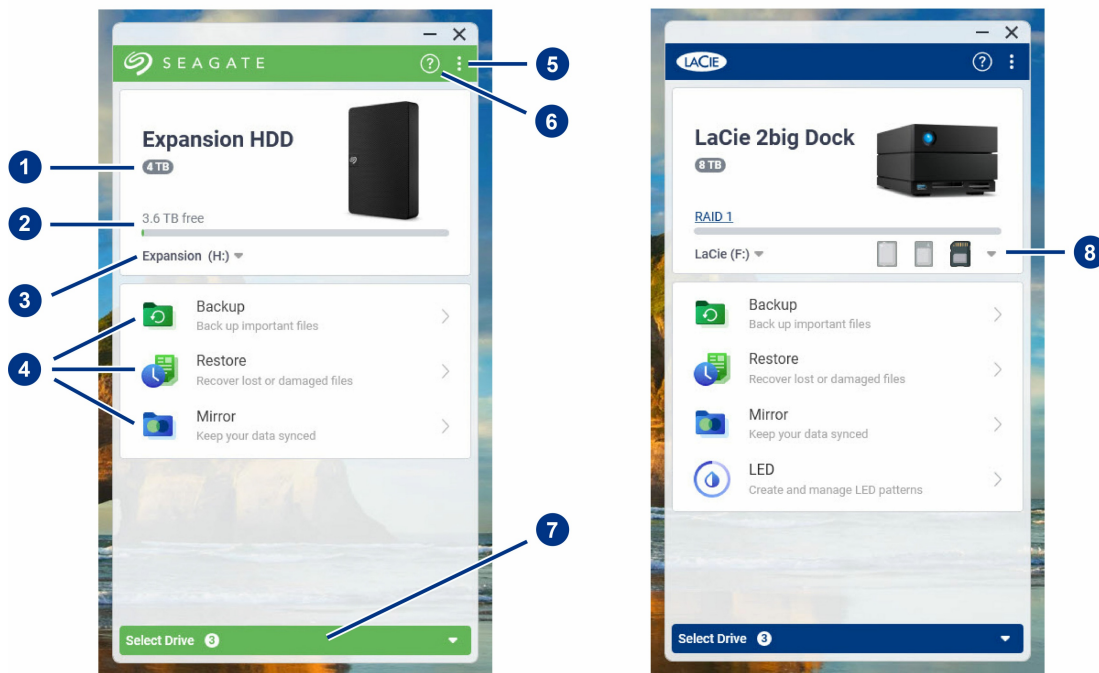 SEAGATE
?
5
6
Expansion HDD
1
4 TB
2
3.6 TB free
3
Expansion (H:)
4
Backup
Back up important files
Restore
Recover lost or damaged files
Mirror
Keep your data synced
7
Select Drive 3
LACIE
?
LaCie 2big Dock
8 TB
RAID 1
LaCie (F:)
8
Backup
Back up important files
Restore
Recover lost or damaged files
Mirror
Keep your data synced
LED
Create and manage LED patterns
Select Drive 3